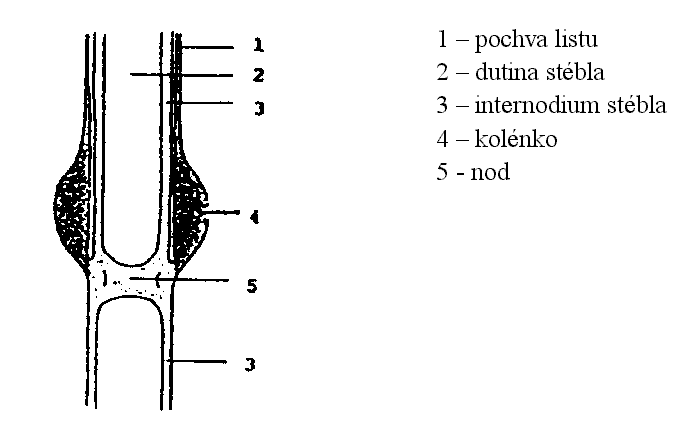 1
2
3
4
5
3
1 – pochva listu
2 – dutina stébla
3 – internodium stébla
4 – kolénko
5 - nod